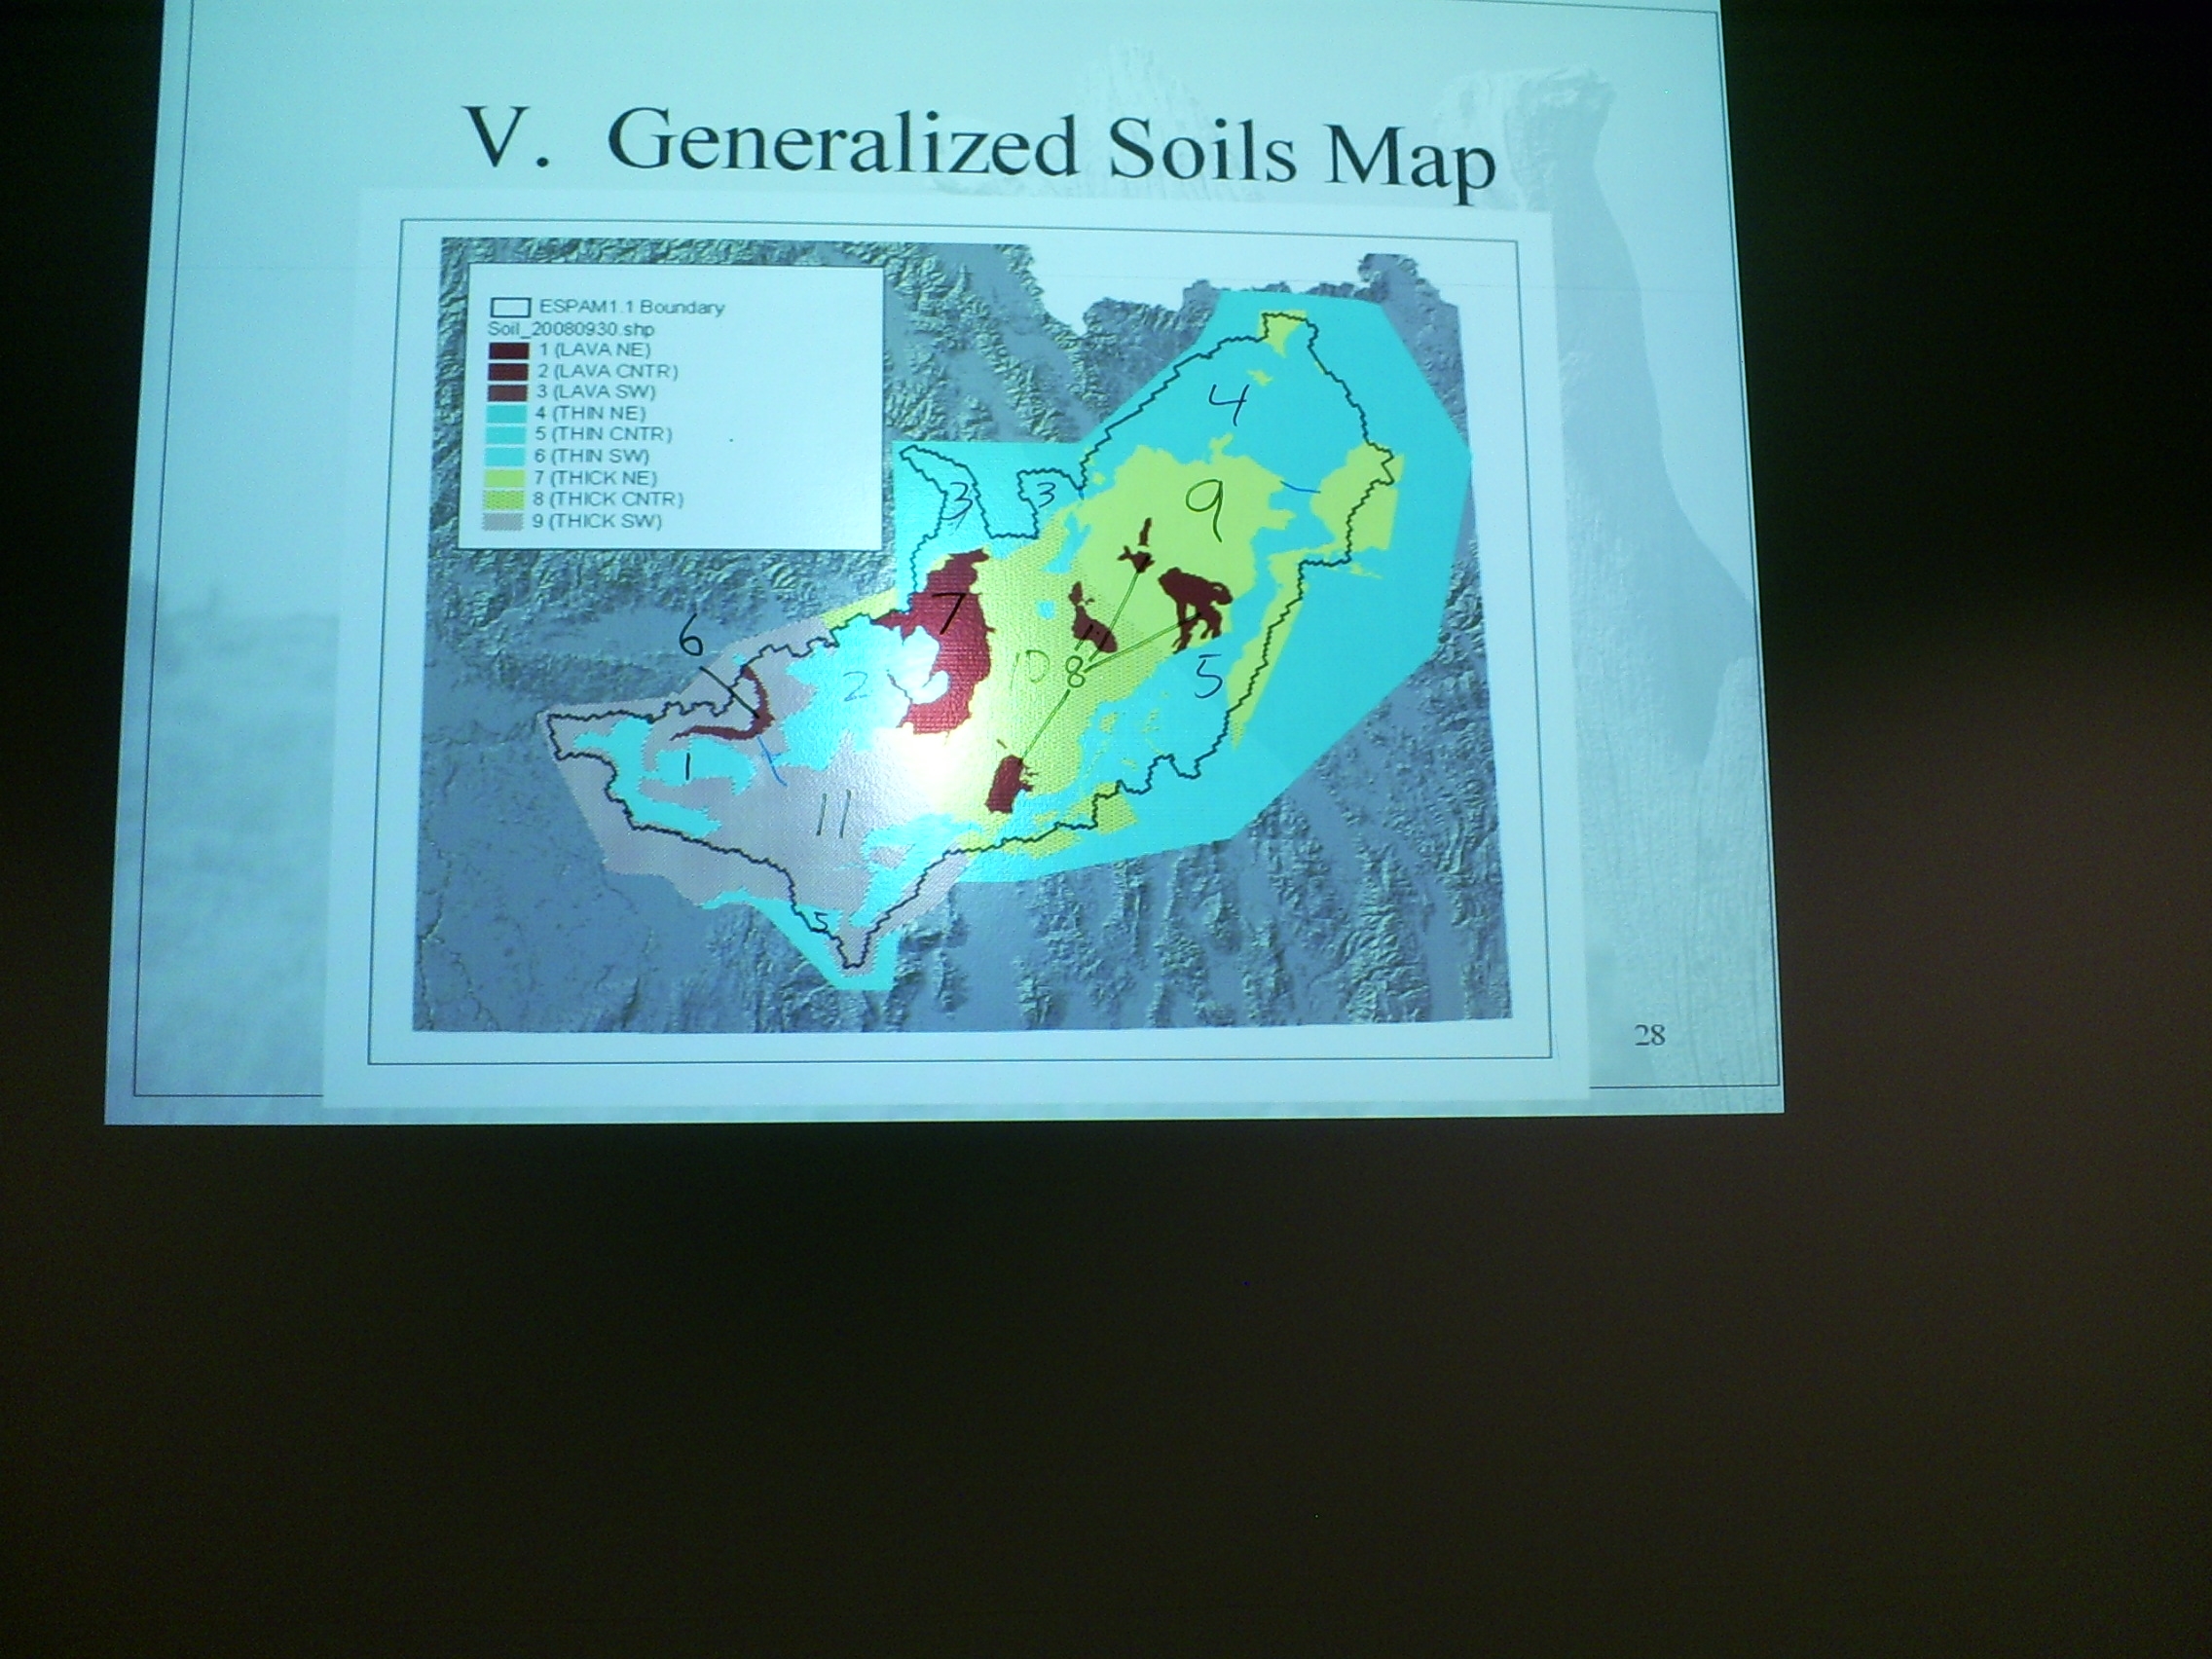 V. Generalized Soils Map
ESPAM1.1 Boundary
Soil_20080930.shp
1 (LAVA NE)
2 (LAVA CNTR)
3 (LAVA SW)
4 (THIN NE)
5 (THIN CNTR)
6 (THIN SW)
7 (THICK NE)
8 (THICK CNTR)
9 (THICK SW)
4
3
3
9
7
6
10
8
5
2
1
11
5
28